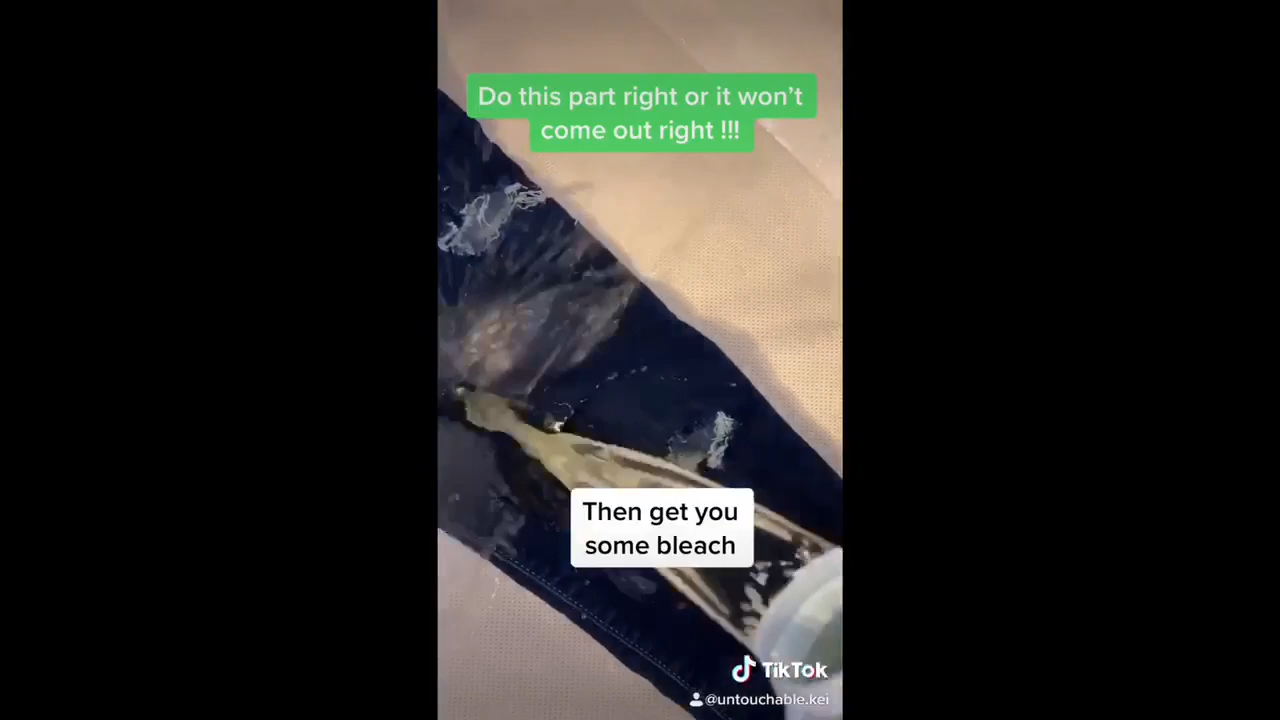 Do this part right or it won't
come out right !!!
Then get you
some bleach
TikTok
@untouchable.kei